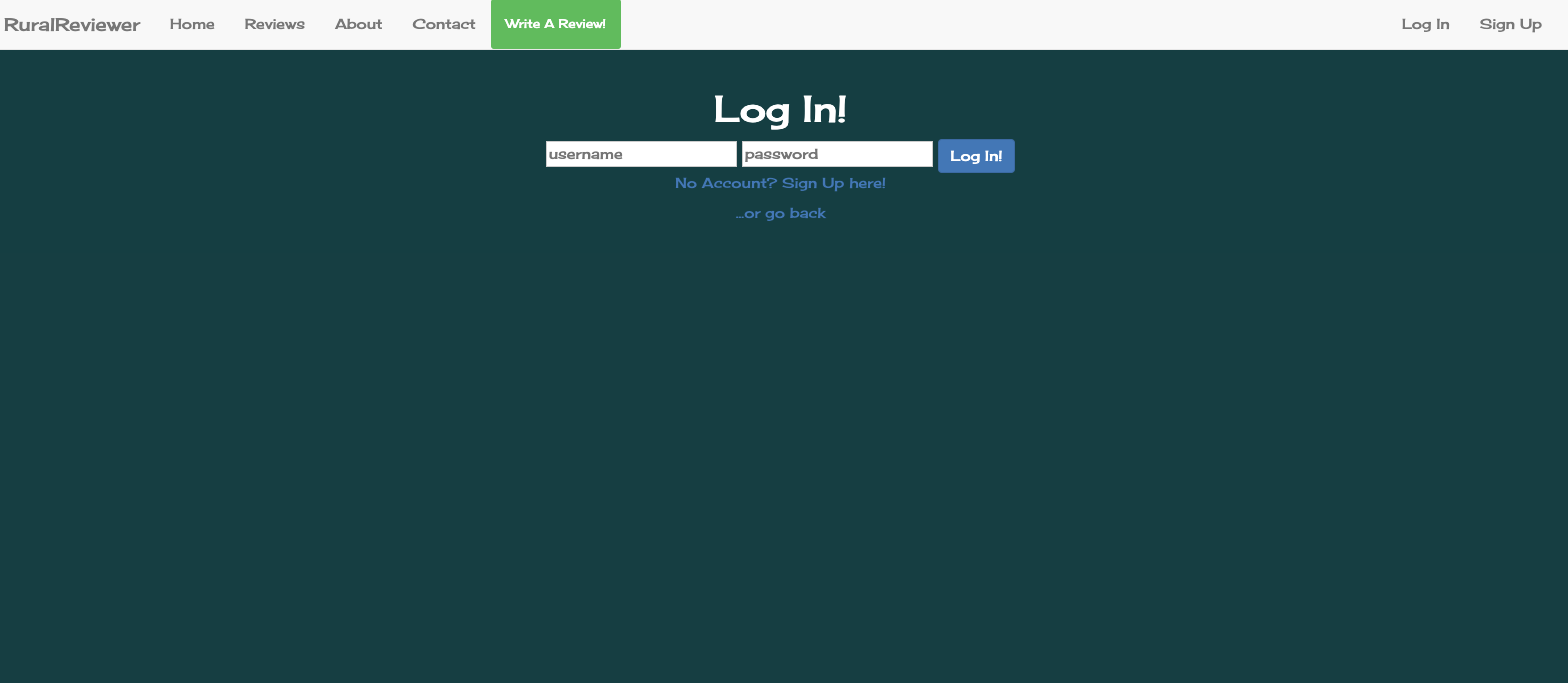 RuralReviewer Home Reviews About Contact Write A Review! Log In Sign Up
Log In!
username password Log In!
No Account? Sign Up here!
...or go back